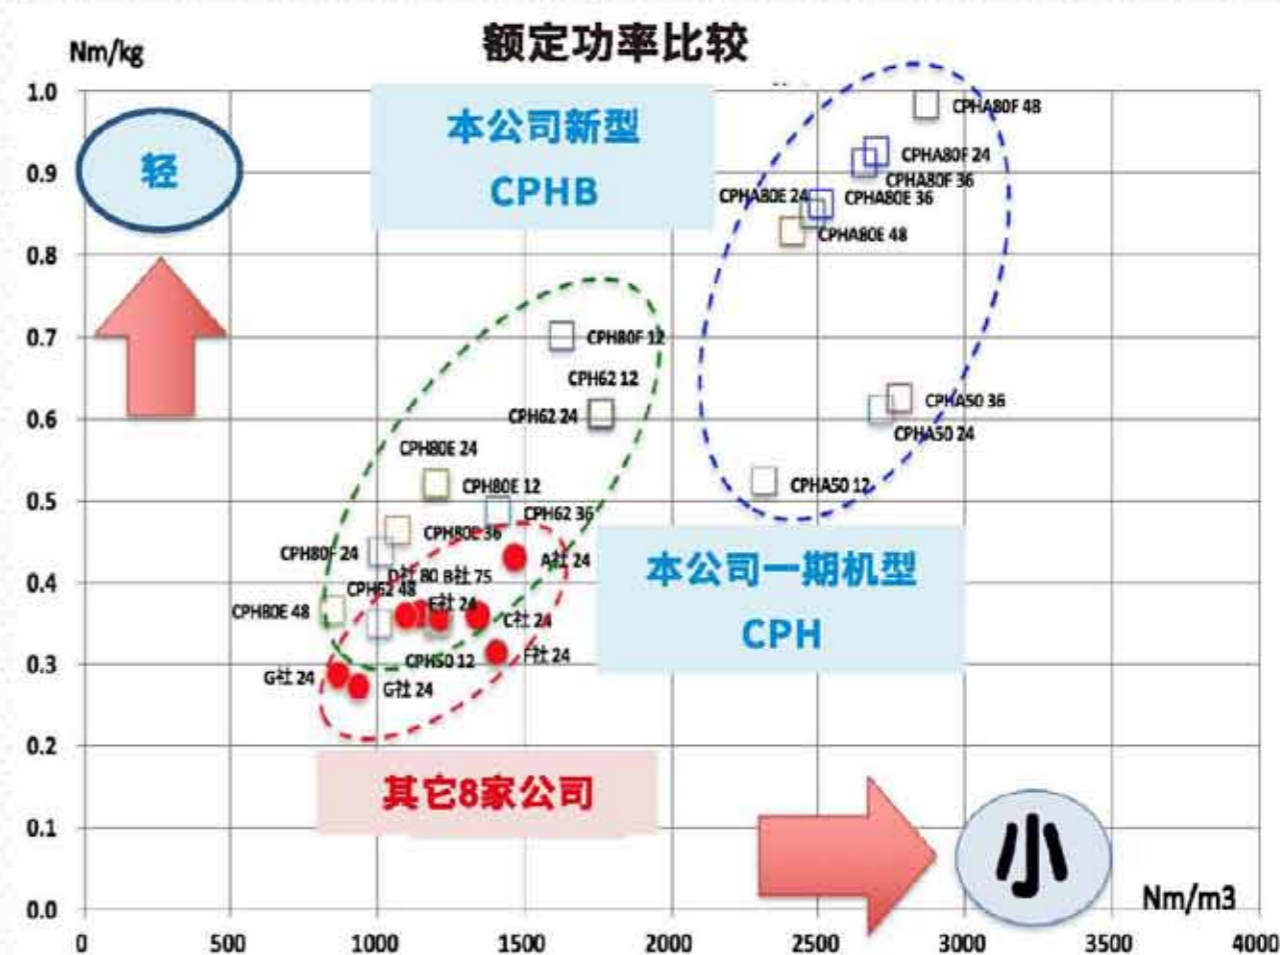 额定功率比较
Nm/kg
1.0
0.9
0.8
0.7
0.6
0.5
0.4
0.3
0.2
0.1
0.0
轻
本公司新型
CPHB
CPHA80F 48
CPHA80F 24
CPHA80F 36
CPHA80E 24
CPHA80E 36
CPHA80E 48
CPH80F 12
CPH62 12
CPH62 24
CPHA50 36
CPHA50 24
CPH80E 24
CPH80E 12
CPHA50 12
CPH62 36
CPH80E 36
CPH80F 24
A社 24
D社 80
B社 75
CPH62 48
E社 24
CPH80E 48
C社 24
CPH50 12
F社 24
G社 24
G社 24
本公司一期机型
CPH
其它8家公司
小
Nm/m3
0
500
1000
1500
2000
2500
3000
3500
4000